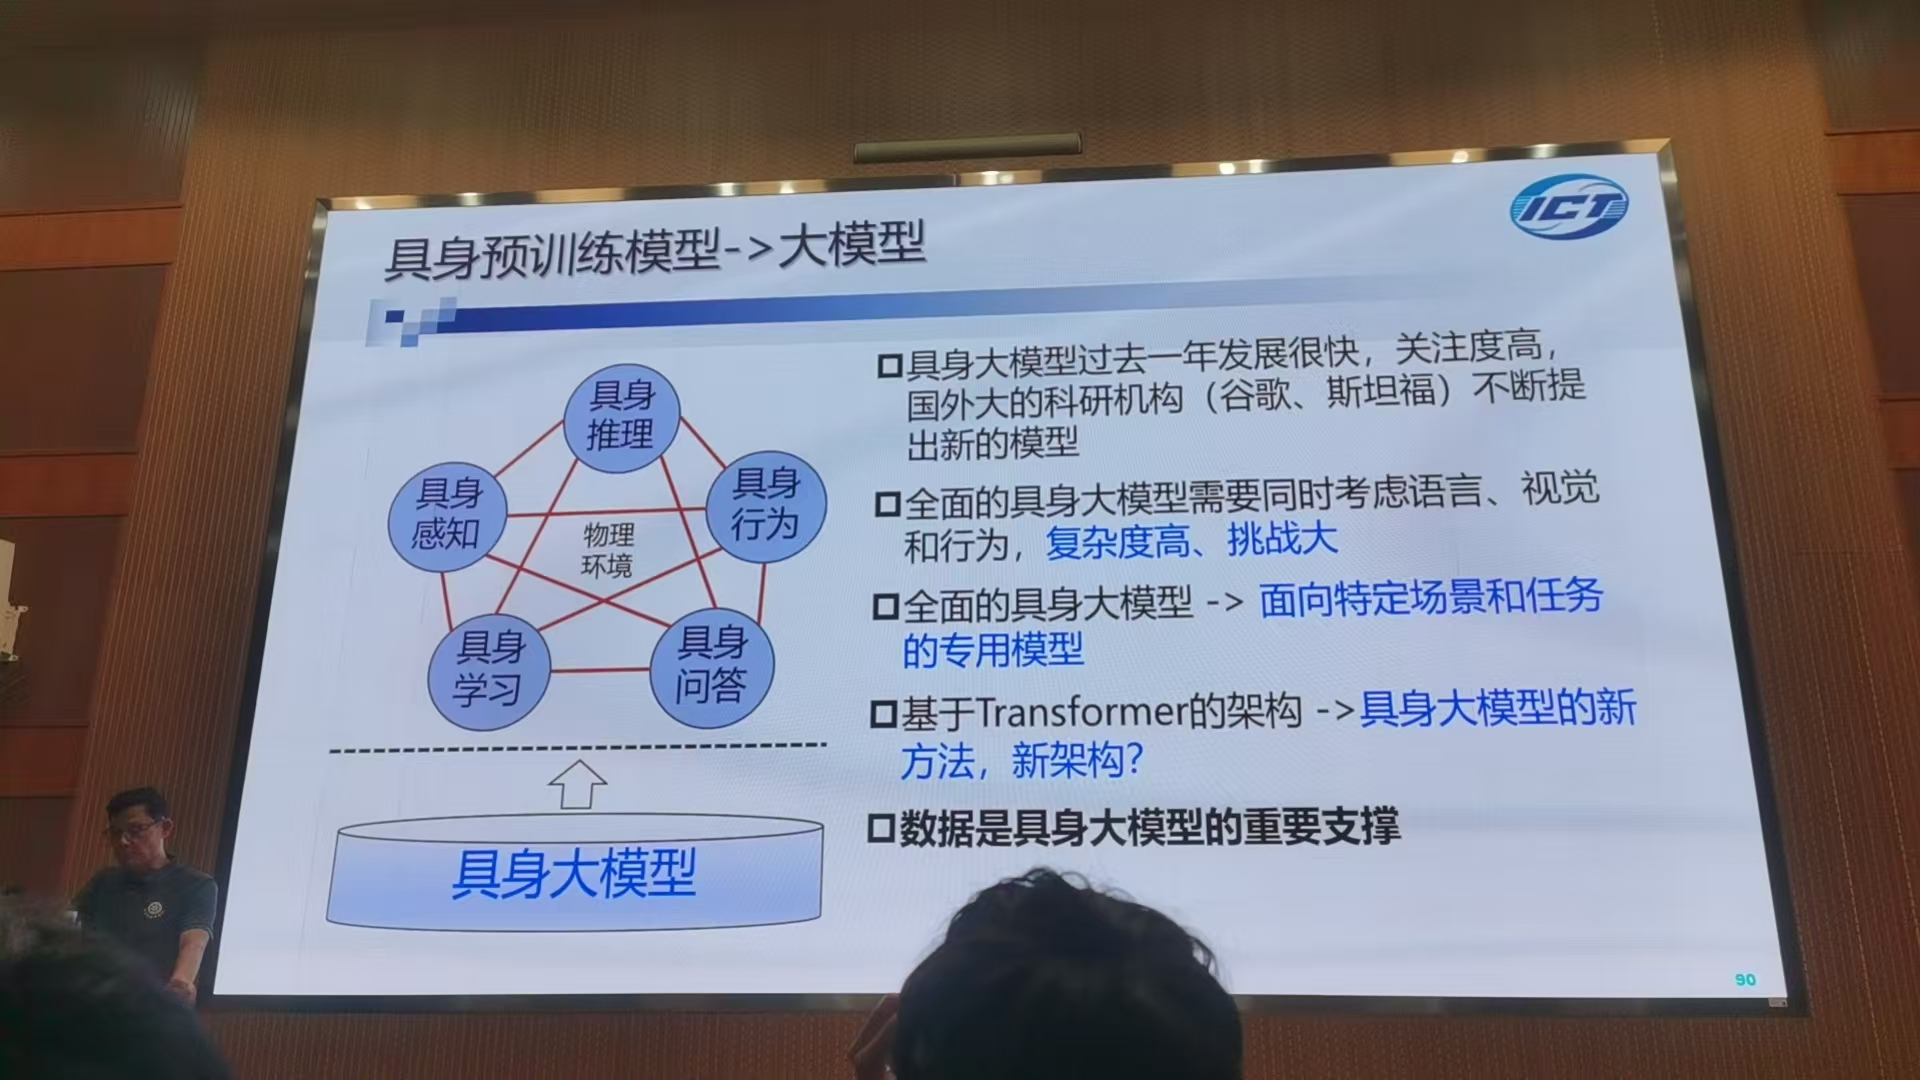 ICT
具身预训练模型->大模型
具身
推理
具身
感知
具身
行为
物理
环境
具身
学习
具身
问答
具身大模型
具身大模型过去一年发展很快，关注度高，
国外大的科研机构（谷歌、斯坦福）不断提
出新的模型
全面的具身大模型需要同时考虑语言、视觉
和行为，复杂度高、挑战大
全面的具身大模型 -> 面向特定场景和任务
的专用模型
基于Transformer的架构 ->具身大模型的新
方法，新架构？
数据是具身大模型的重要支撑
90